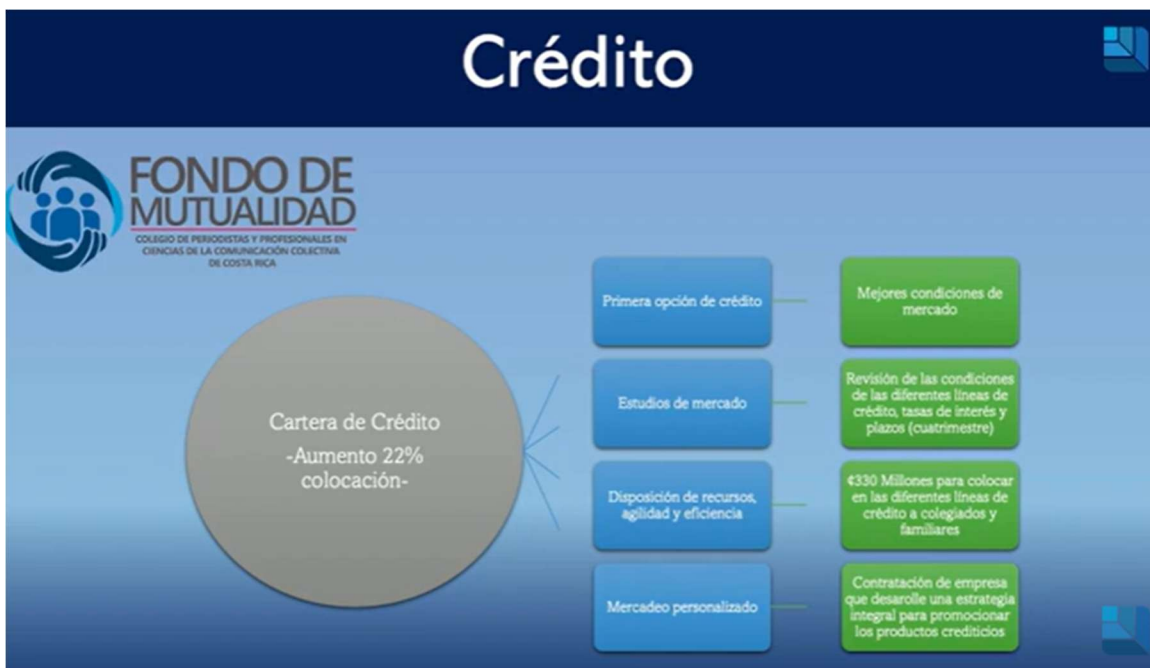 Crédito
FONDO DE
MUTUALIDAD
COLEGIO DE PERIODISTAS Y PROFESIONALES EN
CIENCIAS DE LA COMUNICACIÓN COLECTIVA
DE COSTA RICA
Cartera de Crédito
-Aumento 22%
colocación-
Primera opción de crédito
Mejores condiciones de
mercado
Estudios de mercado
Revisión de las condiciones
de las diferentes líneas de
crédito, tasas de interés y
plazos (cuatrimestre)
Disposición de recursos,
agilidad y eficiencia
¢330 Millones para colocar
en las diferentes líneas de
crédito a colegiados y
familiares
Mercadeo personalizado
Contratación de empresa
que desarolle una estrategia
integral para promocionar
los productos crediticios